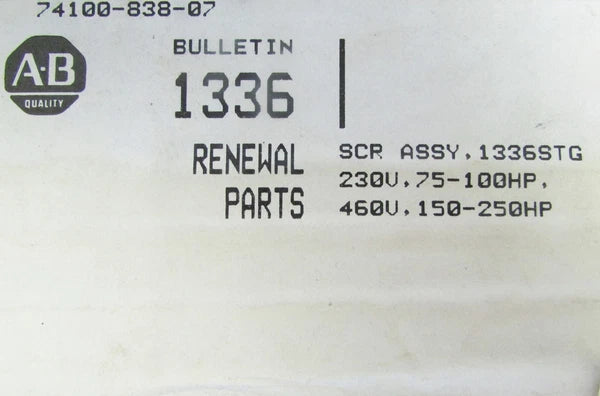 74100-838-07
A-B
QUALITY
BULLETIN
1336
RENEWAL
PARTS
SCR ASSY,1336STG
230V,75-100HP,
460V,150-250HP